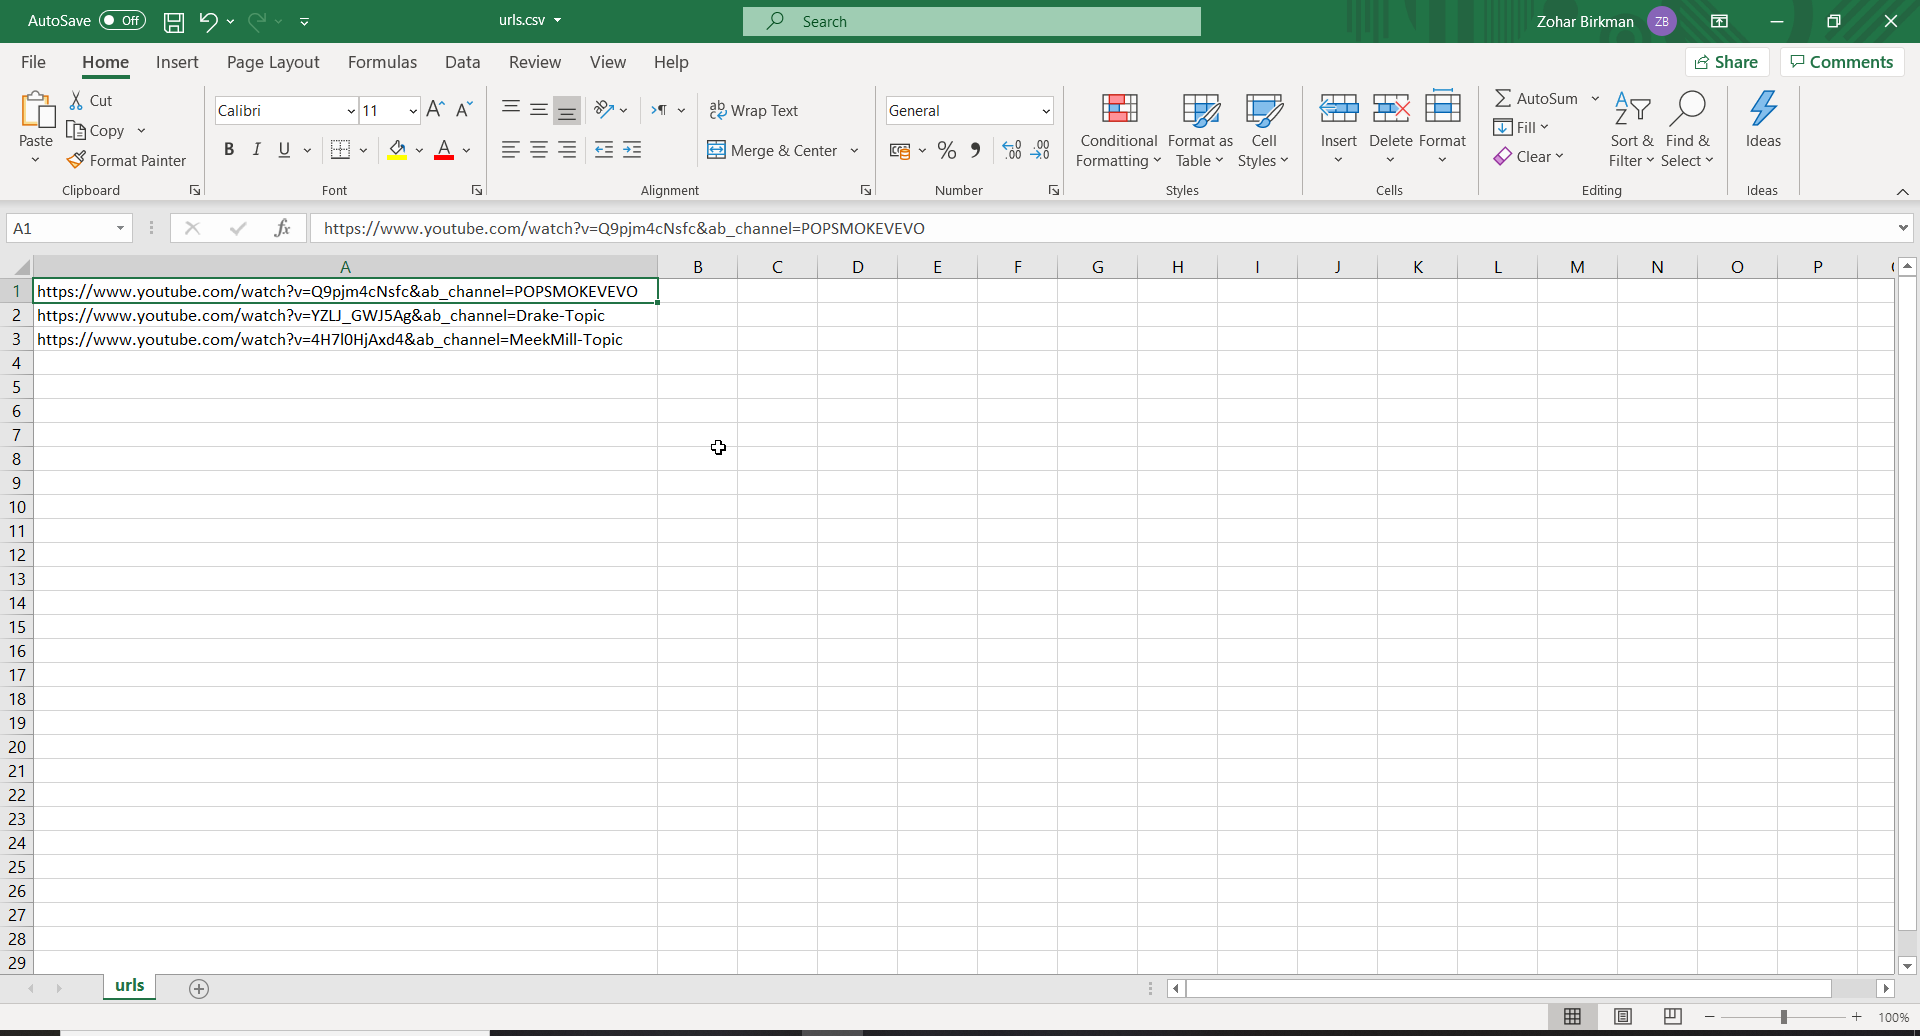 AutoSave Off urls.csv Search Zohar Birkman ZB
File Home Insert Page Layout Formulas Data Review View Help Share Comments
Paste
Cut
Copy
Format Painter
Clipboard
Calibri 11
B I U
Font
Wrap Text
Merge & Center
Alignment
General
Number
Conditional
Formatting
Format as
Table
Cell
Styles
Styles
Insert
Delete
Format
Cells
AutoSum
Fill
Clear
Sort &
Filter
Find &
Select
Editing
Ideas
Ideas
A1 fx https://www.youtube.com/watch?v=Q9pjm4cNsfc&ab_channel=POPSMOKEVEVO
A B C D E F G H I J K L M N O P
1 https://www.youtube.com/watch?v=Q9pjm4cNsfc&ab_channel=POPSMOKEVEVO
2 https://www.youtube.com/watch?v=YZLJ_GWJ5Ag&ab_channel=Drake-Topic
3 https://www.youtube.com/watch?v=4H7l0HjAxd4&ab_channel=MeekMill-Topic
4
5
6
7
8
9
10
11
12
13
14
15
16
17
18
19
20
21
22
23
24
25
26
27
28
29
urls
100%